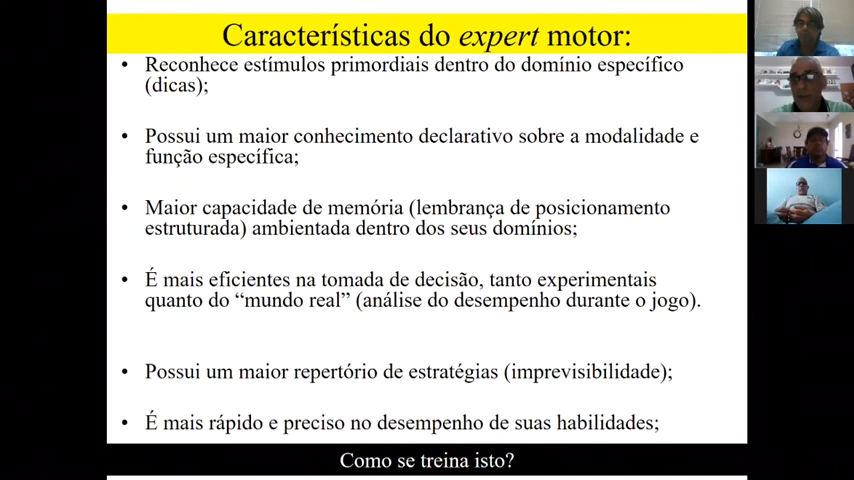 Características do expert motor:
• Reconhece estímulos primordiais dentro do domínio específico
(dicas);
• Possui um maior conhecimento declarativo sobre a modalidade e
função específica;
• Maior capacidade de memória (lembrança de posicionamento
estruturada) ambientada dentro dos seus domínios;
• É mais eficientes na tomada de decisão, tanto experimentais
quanto do “mundo real” (análise do desempenho durante o jogo).
• Possui um maior repertório de estratégias (imprevisibilidade);
• É mais rápido e preciso no desempenho de suas habilidades;
Como se treina isto?